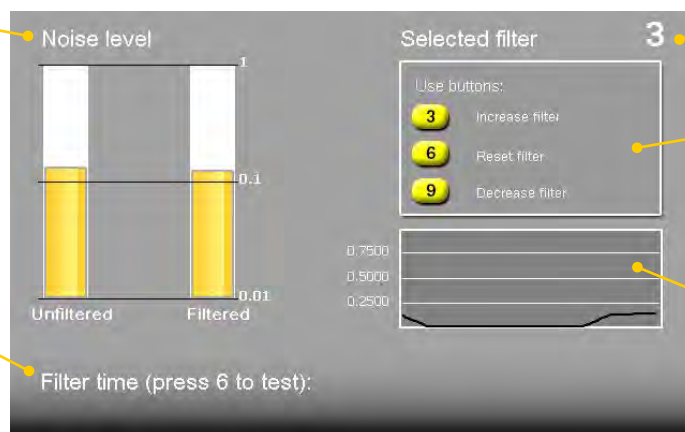 Noise level
1
0.1
0.01
Unfiltered Filtered
Selected filter 3
Use buttons:
3 Increase filter
6 Reset filter
9 Decrease filter
0.7500
0.5000
0.2500
Filter time (press 6 to test):